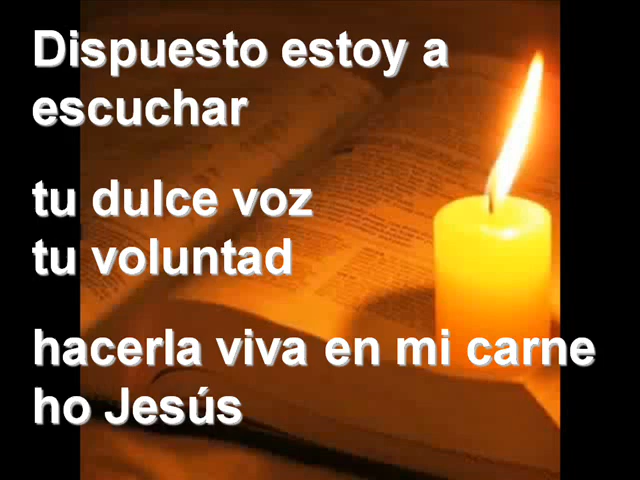 Dispuesto estoy a
escuchar
tu dulce voz
tu voluntad
hacerla viva en mi carne
ho Jesús